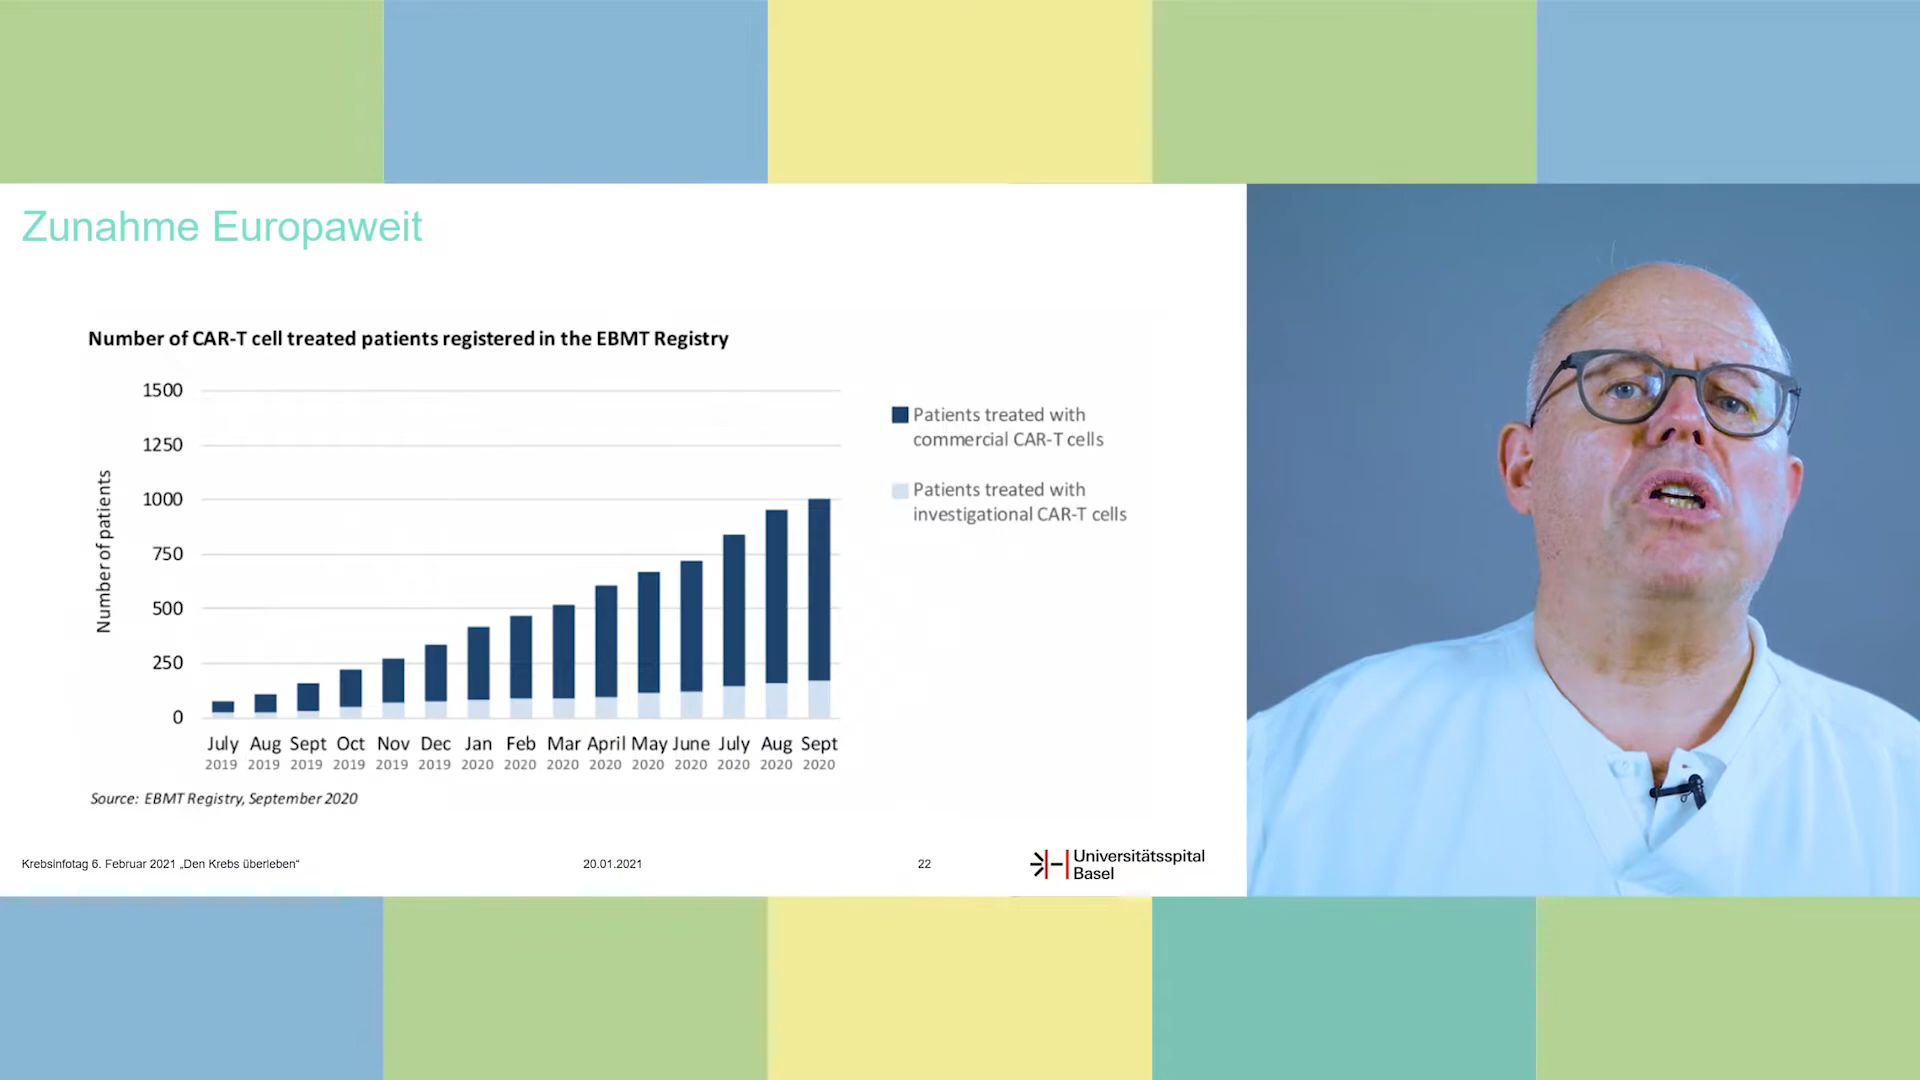 Zunahme Europaweit
Number of CAR-T cell treated patients registered in the EBMT Registry
1500
1250
1000
750
500
250
0
Number of patients
July Aug Sept Oct Nov Dec Jan Feb Mar April May June July Aug Sept
2019 2019 2019 2019 2019 2019 2020 2020 2020 2020 2020 2020 2020 2020 2020
Patients treated with
commercial CAR-T cells
Patients treated with
investigational CAR-T cells
Source: EBMT Registry, September 2020
Krebsinfotag 6. Februar 2021 „Den Krebs überleben“
20.01.2021
22
Universitätsspital
Basel